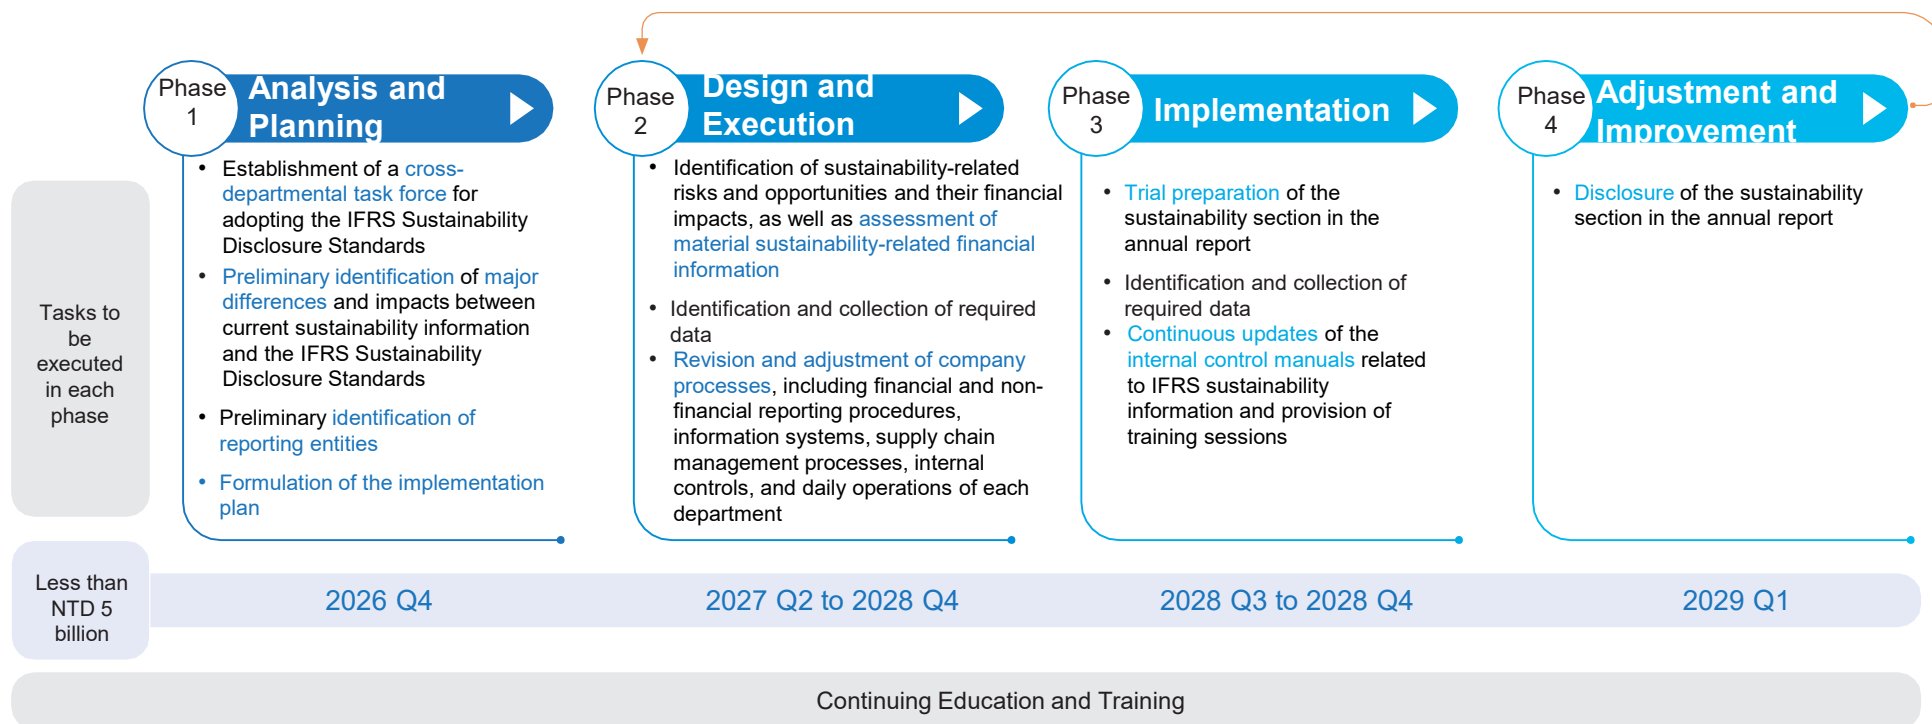 Phase
1
Analysis and
Planning
Phase
2
Design and
Execution
Phase
3
Implementation
Phase
4
Adjustment and
Improvement
Tasks to
be
executed
in each
phase
• Establishment of a cross-
departmental task force for
adopting the IFRS Sustainability
Disclosure Standards
• Preliminary identification of major
differences and impacts between
current sustainability information
and the IFRS Sustainability
Disclosure Standards
• Preliminary identification of
reporting entities
• Formulation of the implementation
plan
• Identification of sustainability-related
risks and opportunities and their financial
impacts, as well as assessment of
material sustainability-related financial
information
• Identification and collection of required
data
• Revision and adjustment of company
processes, including financial and non-
financial reporting procedures,
information systems, supply chain
management processes, internal
controls, and daily operations of each
department
• Trial preparation of the
sustainability section in the
annual report
• Identification and collection of
required data
• Continuous updates of the
internal control manuals related
to IFRS sustainability
information and provision of
training sessions
• Disclosure of the sustainability
section in the annual report
Less than
NTD 5
billion
2026 Q4
2027 Q2 to 2028 Q4
2028 Q3 to 2028 Q4
2029 Q1
Continuing Education and Training